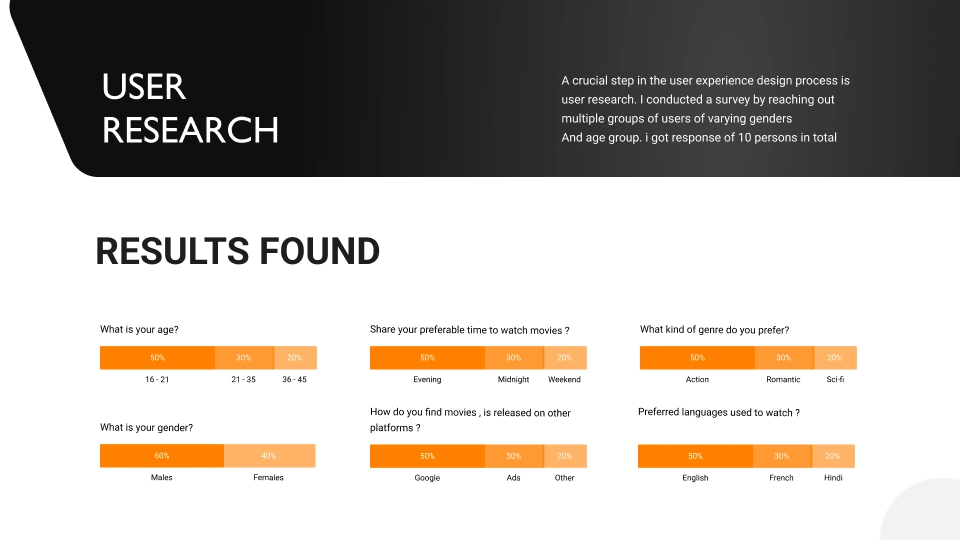 USER
RESEARCH
A crucial step in the user experience design process is
user research. I conducted a survey by reaching out
multiple groups of users of varying genders
And age group. i got response of 10 persons in total
RESULTS FOUND
What is your age?
50% 30% 20%
16 - 21 21 - 35 36 - 45
Share your preferable time to watch movies ?
50% 30% 20%
Evening Midnight Weekend
What kind of genre do you prefer?
50% 30% 20%
Action Romantic Sci-fi
What is your gender?
60% 40%
Males Females
How do you find movies , is released on other
platforms ?
50% 30% 20%
Google Ads Other
Preferred languages used to watch ?
50% 30% 20%
English French Hindi